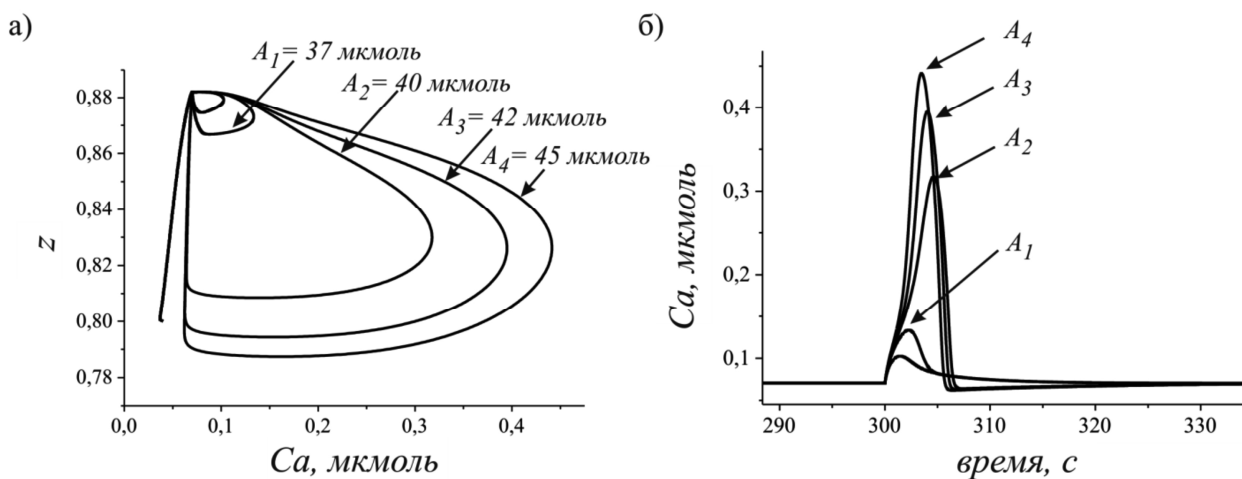 а)
A₁= 37 мкмоль
A₂= 40 мкмоль
A₃= 42 мкмоль
A₄= 45 мкмоль
z
0,88
0,86
0,84
0,82
0,80
0,78
0,0 0,1 0,2 0,3 0,4
Ca, мкмоль
б)
A₄
A₃
A₂
A₁
Ca, мкмоль
0,4
0,3
0,2
0,1
290 300 310 320 330
время, с